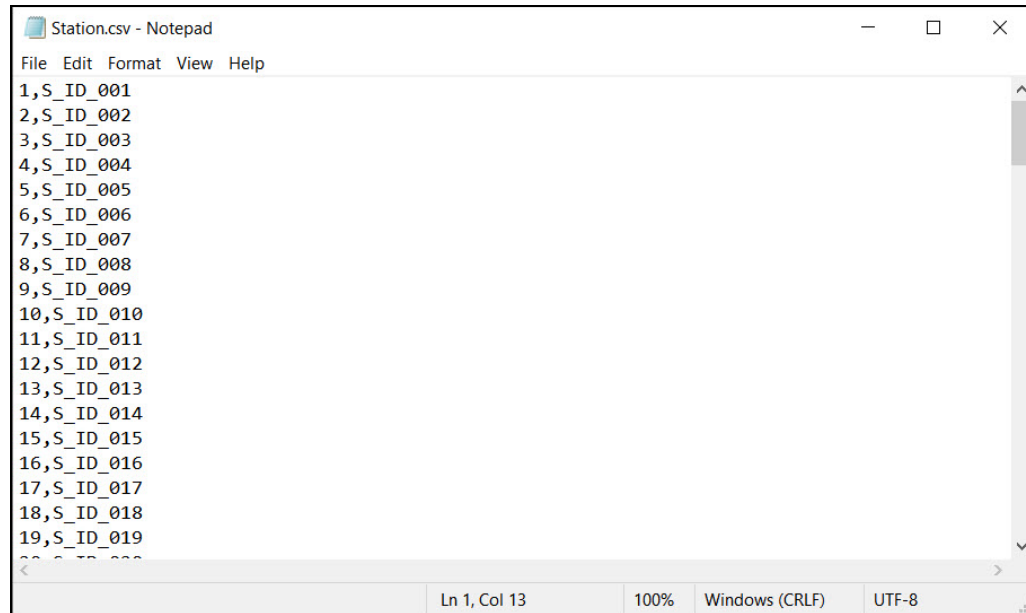 Station.csv - Notepad
File Edit Format View Help
1,S_ID_001
2,S_ID_002
3,S_ID_003
4,S_ID_004
5,S_ID_005
6,S_ID_006
7,S_ID_007
8,S_ID_008
9,S_ID_009
10,S_ID_010
11,S_ID_011
12,S_ID_012
13,S_ID_013
14,S_ID_014
15,S_ID_015
16,S_ID_016
17,S_ID_017
18,S_ID_018
19,S_ID_019
Ln 1, Col 13 100% Windows (CRLF) UTF-8